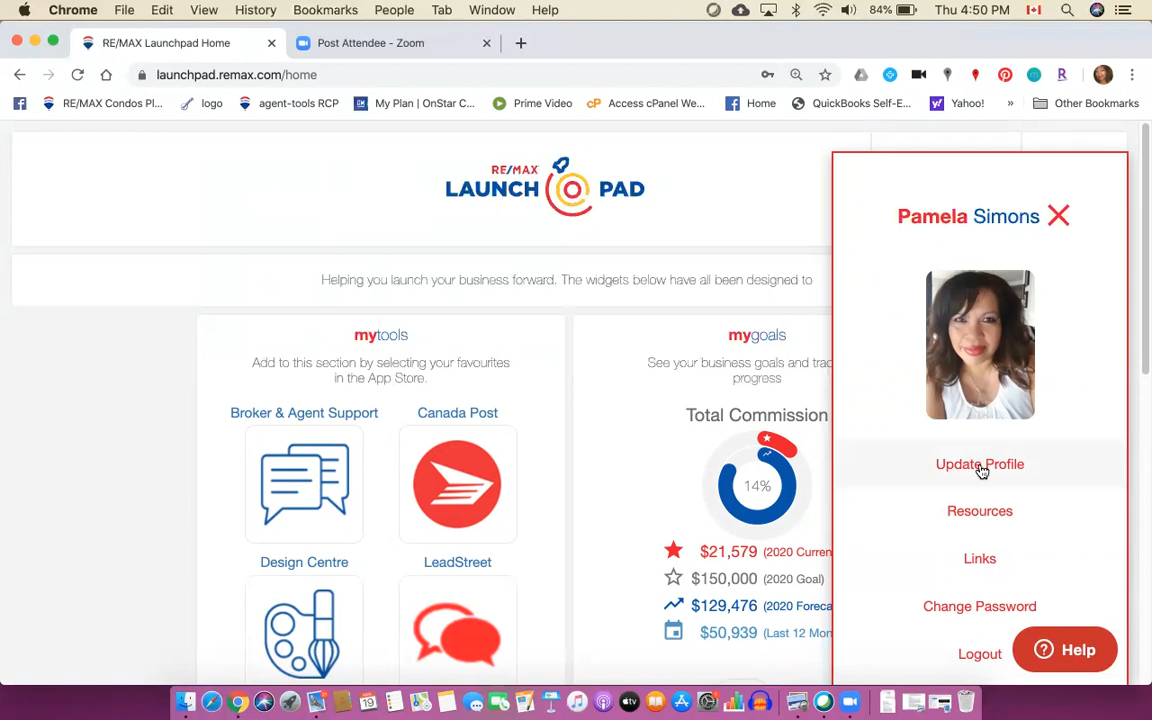 Chrome File Edit View History Bookmarks People Tab Window Help 84% Thu 4:50 PM
RE/MAX Launchpad Home Post Attendee - Zoom
launchpad.remax.com/home
RE/MAX Condos Pl... logo agent-tools RCP My Plan | OnStar C... Prime Video Access cPanel We... Home QuickBooks Self-E... Yahoo! » Other Bookmarks
RE/MAX
LAUNCH PAD
Pamela Simons
Helping you launch your business forward. The widgets below have all been designed to
mytools
Add to this section by selecting your favourites
in the App Store.
Broker & Agent Support Canada Post
Design Centre LeadStreet
mygoals
See your business goals and trac
progress
Total Commission
14%
$21,579 (2020 Curren
$150,000 (2020 Goal)
$129,476 (2020 Foreca
$50,939 (Last 12 Mon
Update Profile
Resources
Links
Change Password
Logout
Help